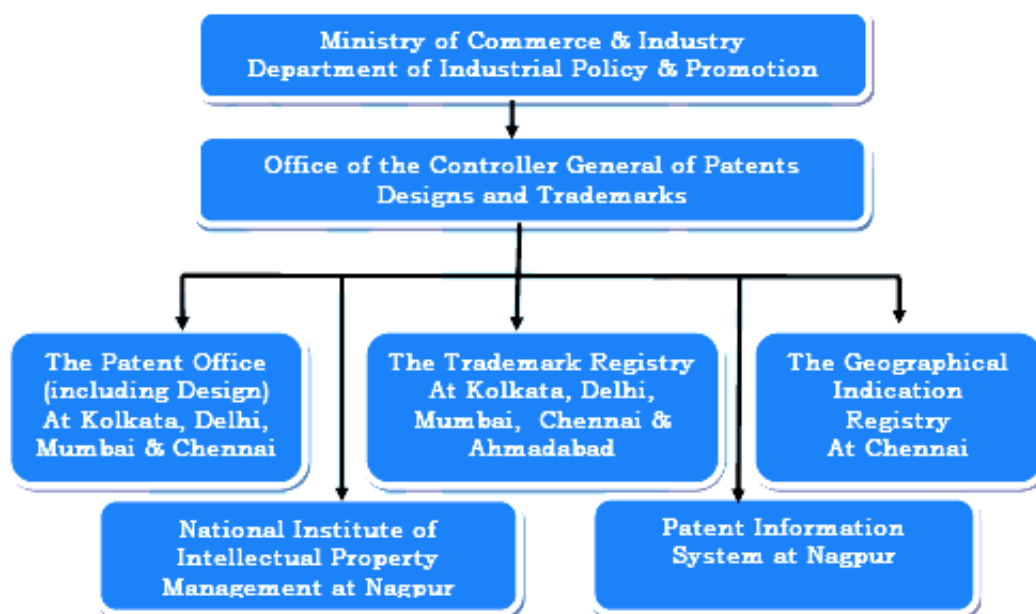 Ministry of Commerce & Industry
Department of Industrial Policy & Promotion
Office of the Controller General of Patents
Designs and Trademarks
The Patent Office
(including Design)
At Kolkata, Delhi,
Mumbai & Chennai
The Trademark Registry
At Kolkata, Delhi,
Mumbai, Chennai &
Ahmadabad
The Geographical
Indication
Registry
At Chennai
National Institute of
Intellectual Property
Management at Nagpur
Patent Information
System at Nagpur